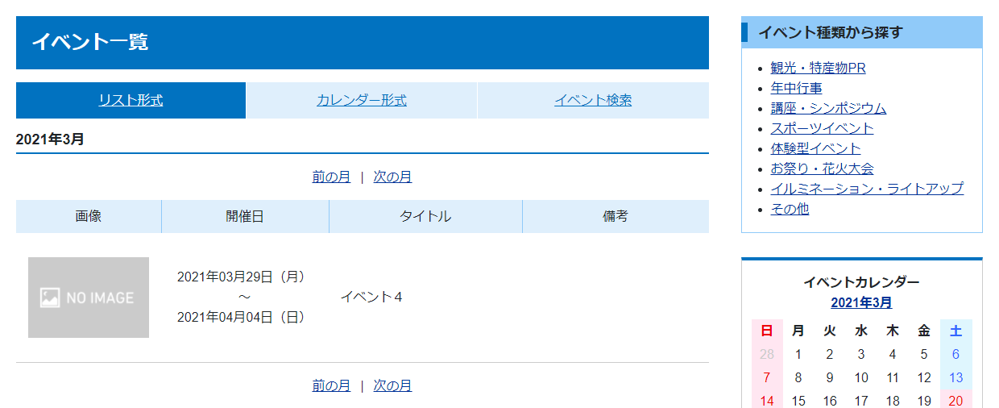 イベント一覧
リスト形式 カレンダー形式 イベント検索
2021年3月
前の月 | 次の月
画像 開催日 タイトル 備考
NO IMAGE
2021年03月29日（月）
～
2021年04月04日（日）
イベント４
前の月 | 次の月
イベント種類から探す
観光・特産物PR
年中行事
講座・シンポジウム
スポーツイベント
体験型イベント
お祭り・花火大会
イルミネーション・ライトアップ
その他
イベントカレンダー
2021年3月
日 月 火 水 木 金 土
28 1 2 3 4 5 6
7 8 9 10 11 12 13
14 15 16 17 18 19 20